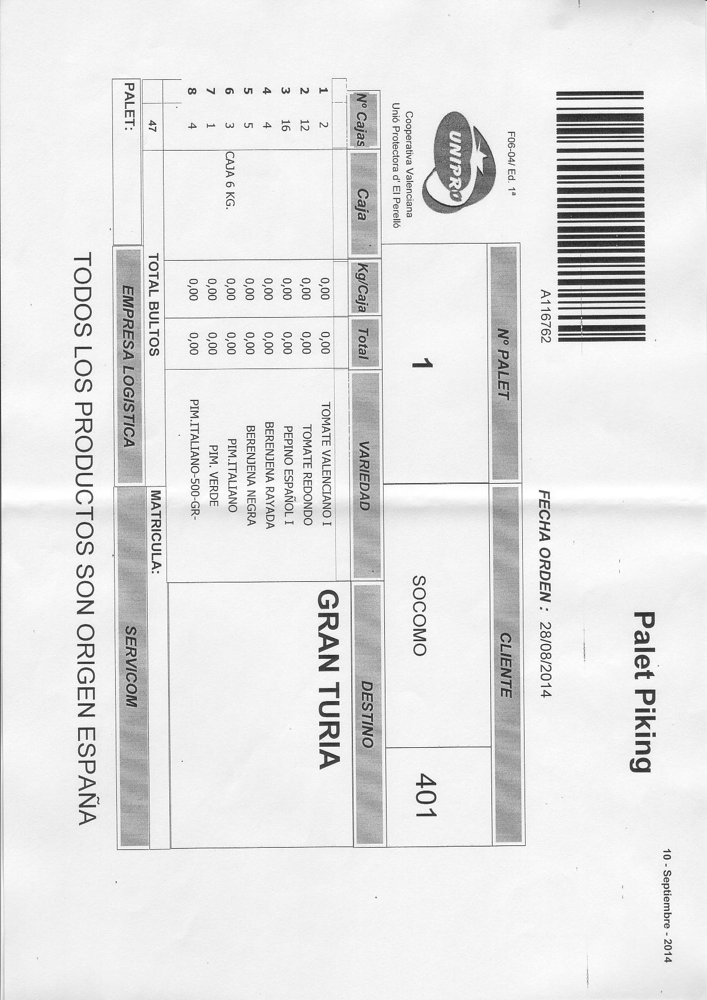 10 - Septiembre - 2014
Palet Piking
A116762
FECHA ORDEN : 28/08/2014
F06-04/ Ed. 1ª
UNIPRO
Cooperativa Valenciana
Unió Protectora d' El Perelló
Nº PALET CLIENTE
1 SOCOMO 401
Nº Cajas Caja Kg/Caja Total VARIEDAD DESTINO
1 2 0,00 0,00 TOMATE VALENCIANO I GRAN TURIA
2 12 0,00 0,00 TOMATE REDONDO
3 16 0,00 0,00 PEPINO ESPAÑOL I
4 4 0,00 0,00 BERENJENA RAYADA
5 5 0,00 0,00 BERENJENA NEGRA
6 3 CAJA 6 KG. 0,00 0,00 PIM.ITALIANO
7 1 0,00 0,00 PIM. VERDE
8 4 0,00 0,00 PIM.ITALIANO-500-GR-
47 TOTAL BULTOS MATRICULA:
PALET: EMPRESA LOGISTICA SERVICOM
TODOS LOS PRODUCTOS SON ORIGEN ESPAÑA